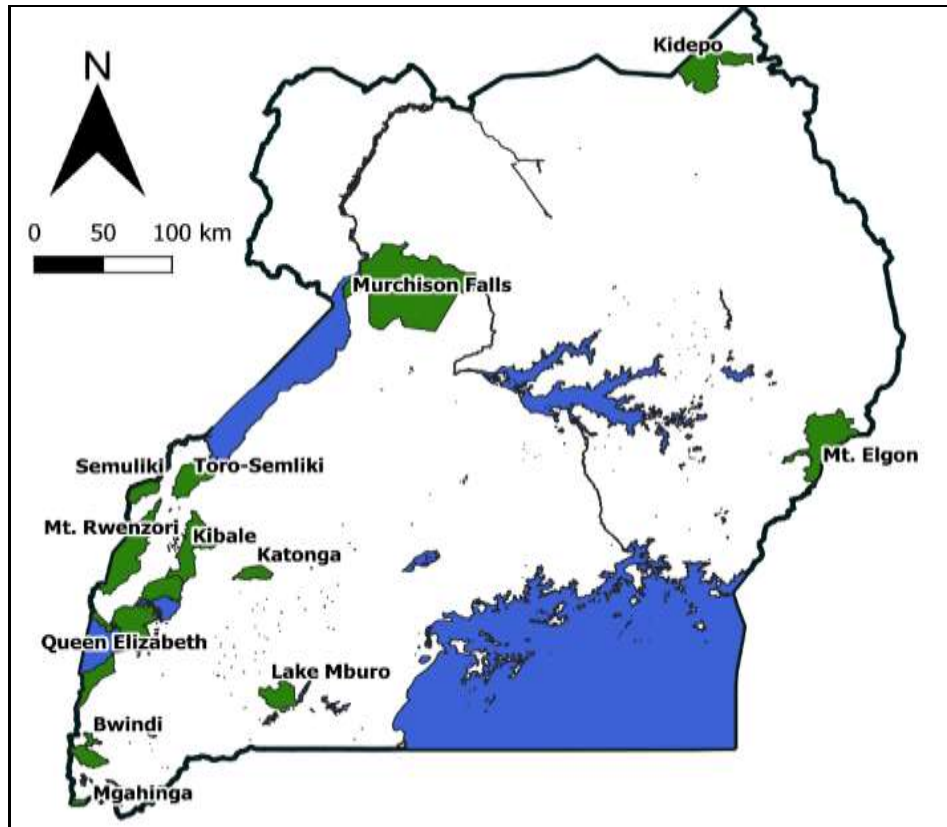 Kidepo
N
0 50 100 km
Murchison Falls
Mt. Elgon
Semuliki
Toro-Semliki
Mt. Rwenzori
Kibale
Katonga
Queen Elizabeth
Lake Mburo
Bwindi
Mgahinga